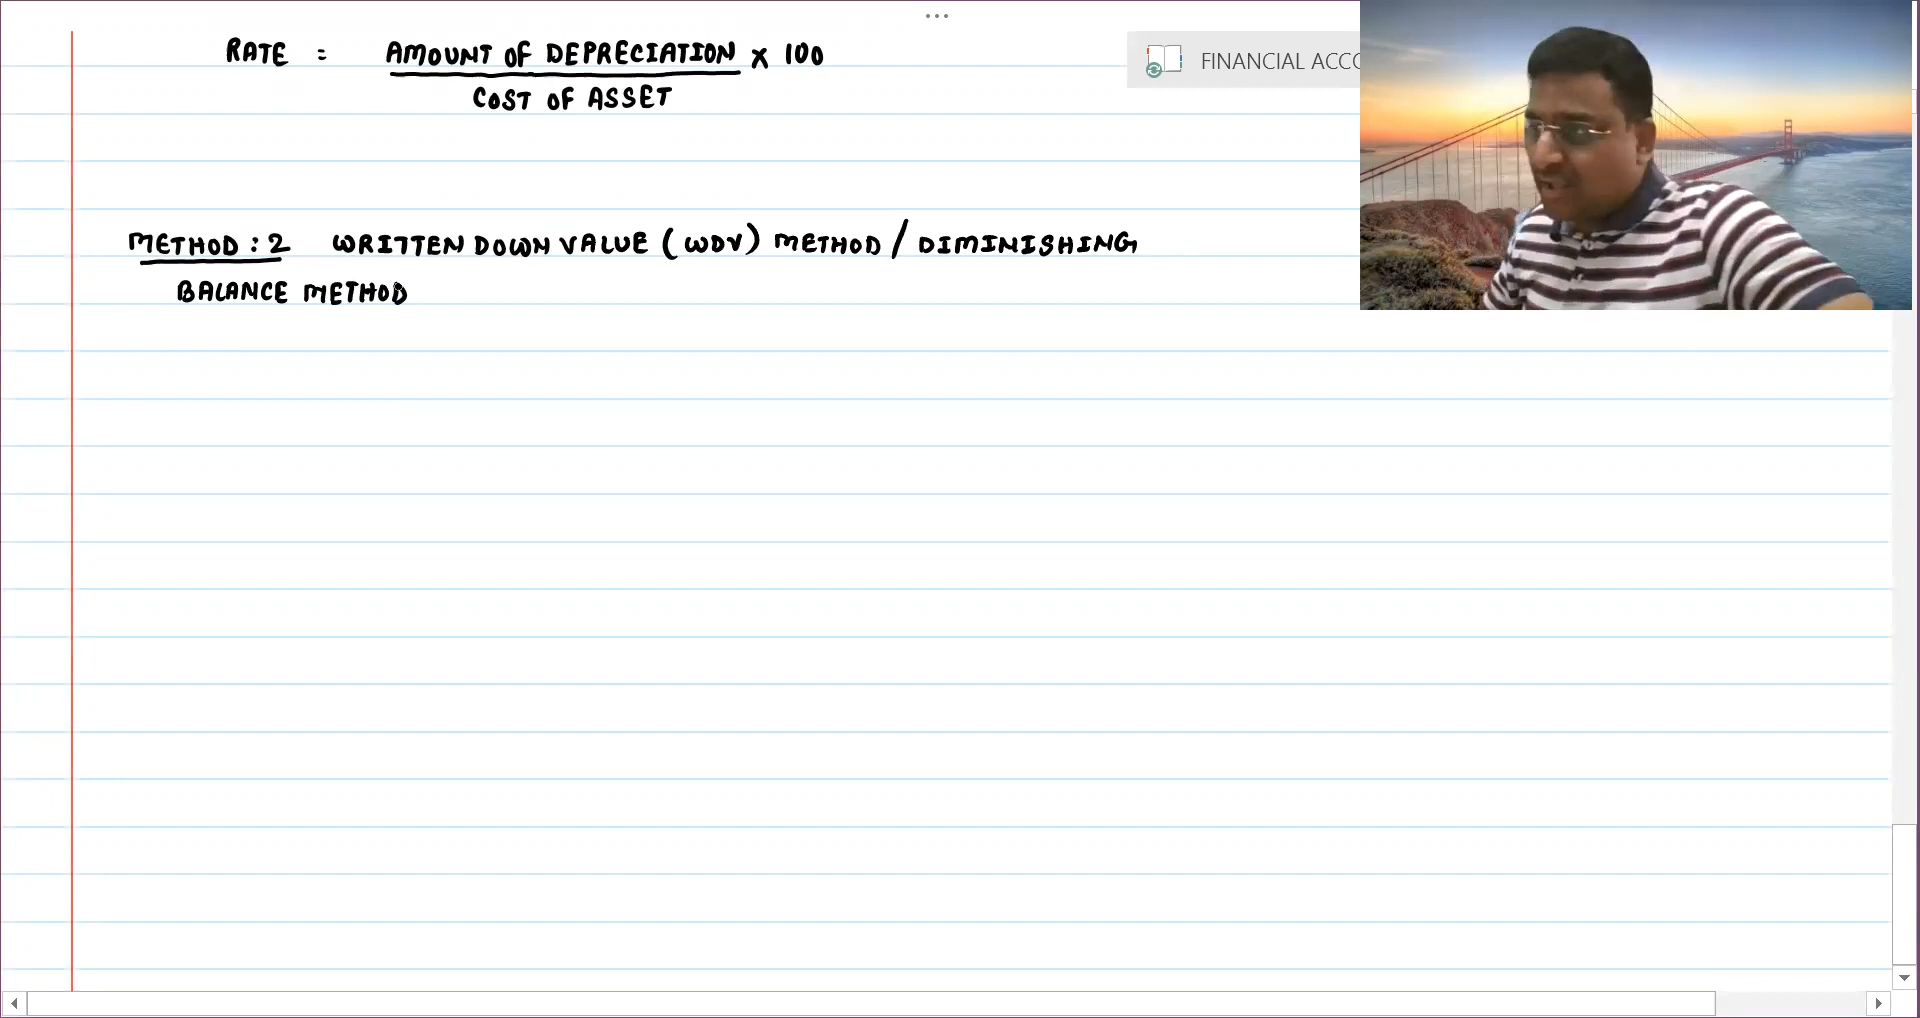 RATE = AMOUNT OF DEPRECIATION x 100
COST OF ASSET
FINANCIAL ACCO
METHOD : 2 WRITTEN DOWN VALUE (WDV) METHOD / DIMINISHING
BALANCE METHOD